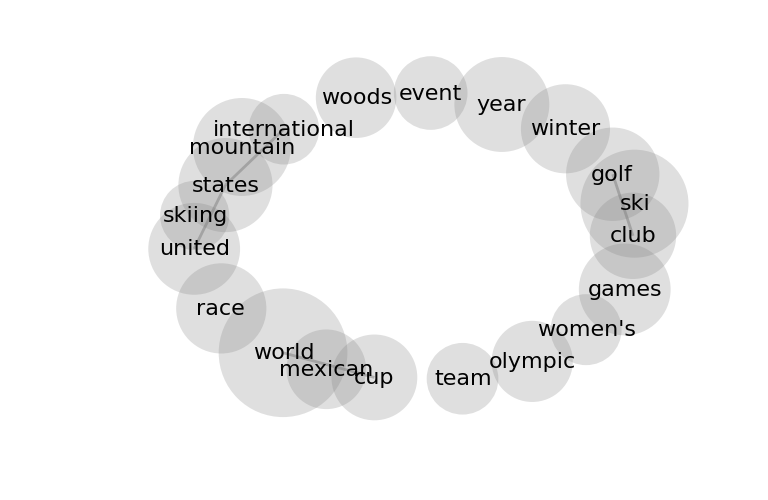 woods
event
year
international
winter
mountain
golf
states
ski
skiing
club
united
games
race
women's
world
olympic
mexican
cup
team